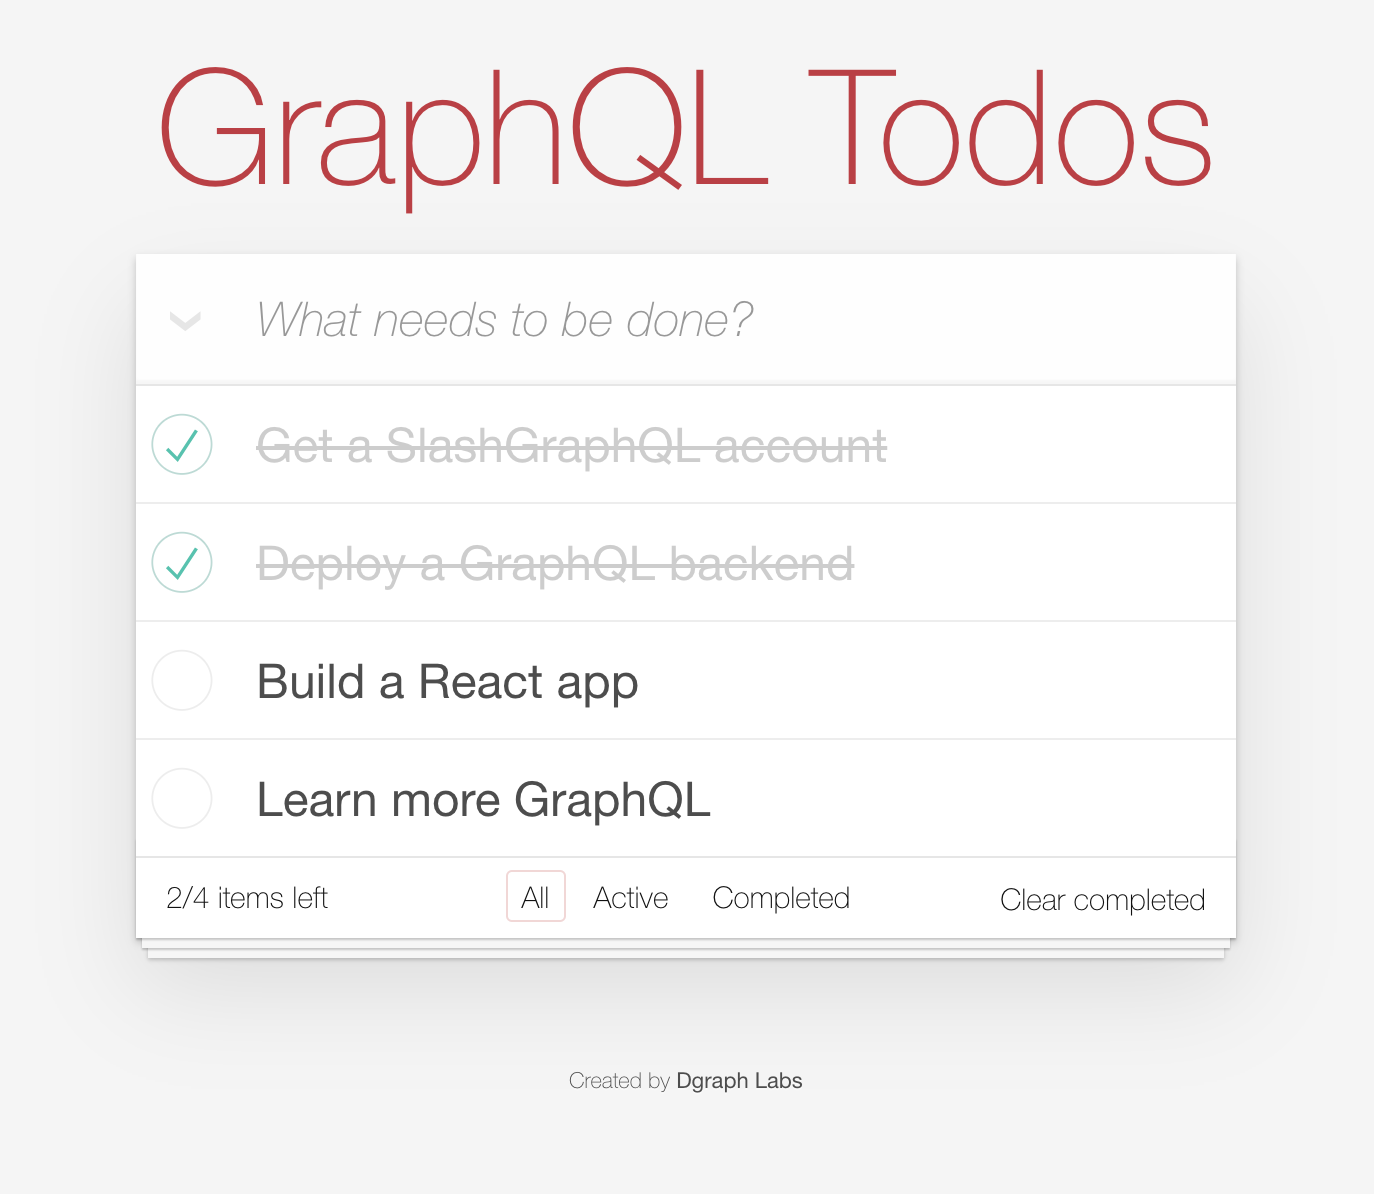 GraphQL Todos
What needs to be done?
Get a SlashGraphQL account
Deploy a GraphQL backend
Build a React app
Learn more GraphQL
2/4 items left All Active Completed Clear completed
Created by Dgraph Labs